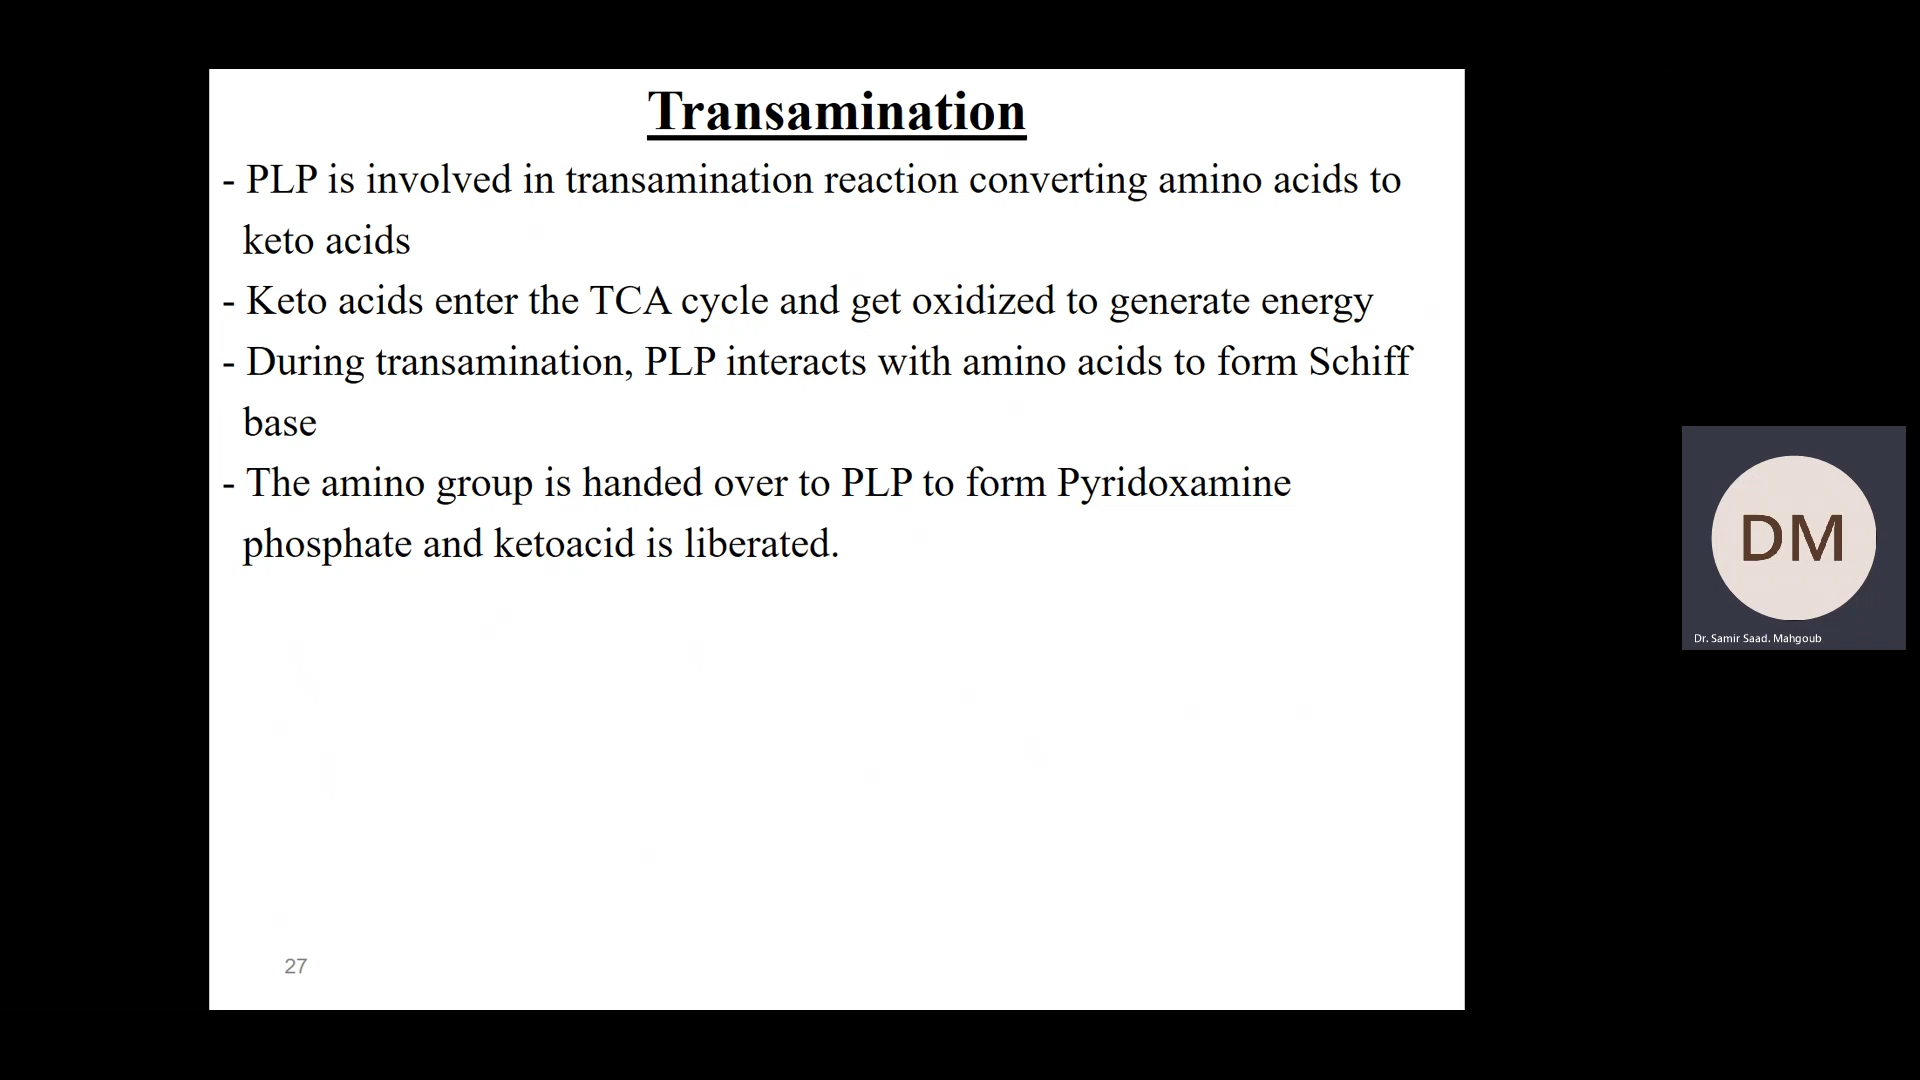 Transamination
- PLP is involved in transamination reaction converting amino acids to
keto acids
- Keto acids enter the TCA cycle and get oxidized to generate energy
- During transamination, PLP interacts with amino acids to form Schiff
base
- The amino group is handed over to PLP to form Pyridoxamine
phosphate and ketoacid is liberated.
DM
Dr. Samir Saad. Mahgoub
27